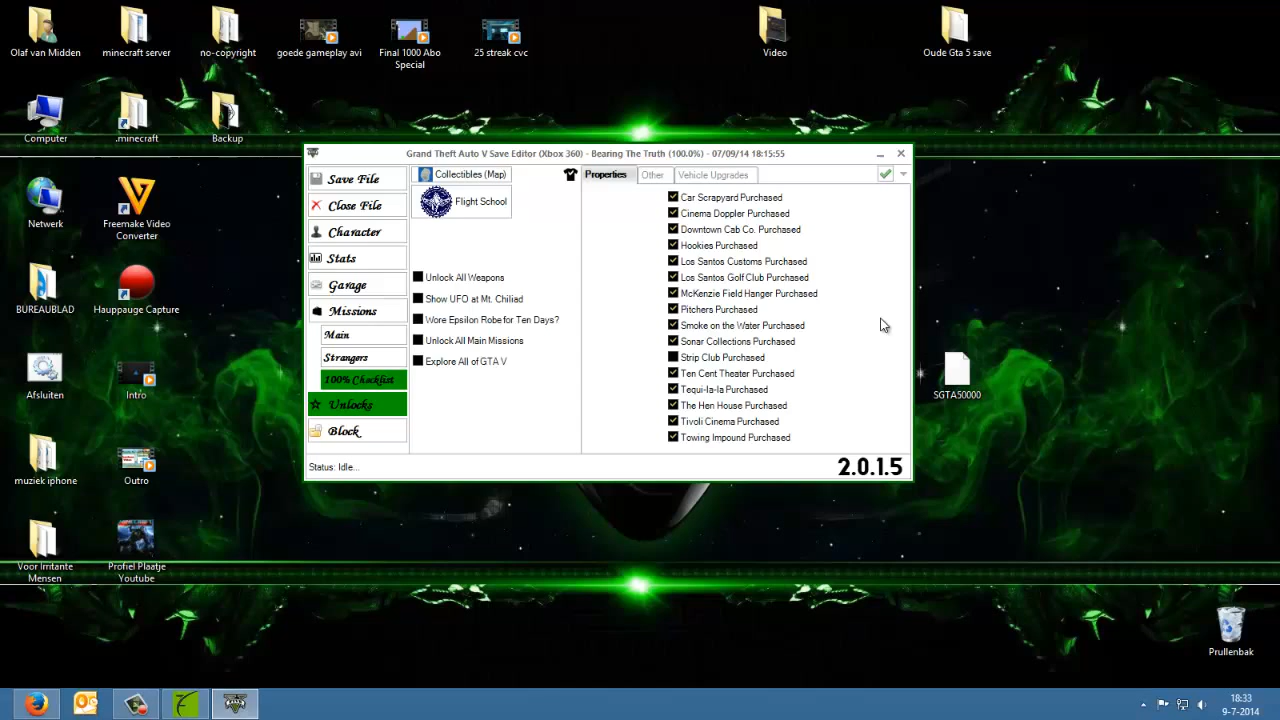 Olaf van Midden
minecraft server
no-copyright
goede gameplay avi
Final 1000 Abo
Special
25 streak cvc
Video
Oude Gta 5 save
Computer
.minecraft
Backup
Netwerk
Freemake Video
Converter
BUREAUBLAD
Hauppauge Capture
Afsluiten
Intro
muziek iphone
Outro
Voor Irritante
Mensen
Profiel Plaatje
Youtube
SGTA50000
Prullenbak
Grand Theft Auto V Save Editor (Xbox 360) - Bearing The Truth (100.0%) - 07/09/14 18:15:55
Save File
Close File
Character
Stats
Garage
Missions
Main
Strangers
100% Checklist
Unlocks
Block
Collectibles (Map)
Flight School
Unlock All Weapons
Show UFO at Mt. Chiliad
Wore Epsilon Robe for Ten Days?
Unlock All Main Missions
Explore All of GTA V
Properties
Other
Vehicle Upgrades
Car Scrapyard Purchased
Cinema Doppler Purchased
Downtown Cab Co. Purchased
Hookies Purchased
Los Santos Customs Purchased
Los Santos Golf Club Purchased
McKenzie Field Hanger Purchased
Pitchers Purchased
Smoke on the Water Purchased
Sonar Collections Purchased
Strip Club Purchased
Ten Cent Theater Purchased
Tequi-la-la Purchased
The Hen House Purchased
Tivoli Cinema Purchased
Towing Impound Purchased
Status: Idle...
2.0.1.5
18:33
9-7-2014